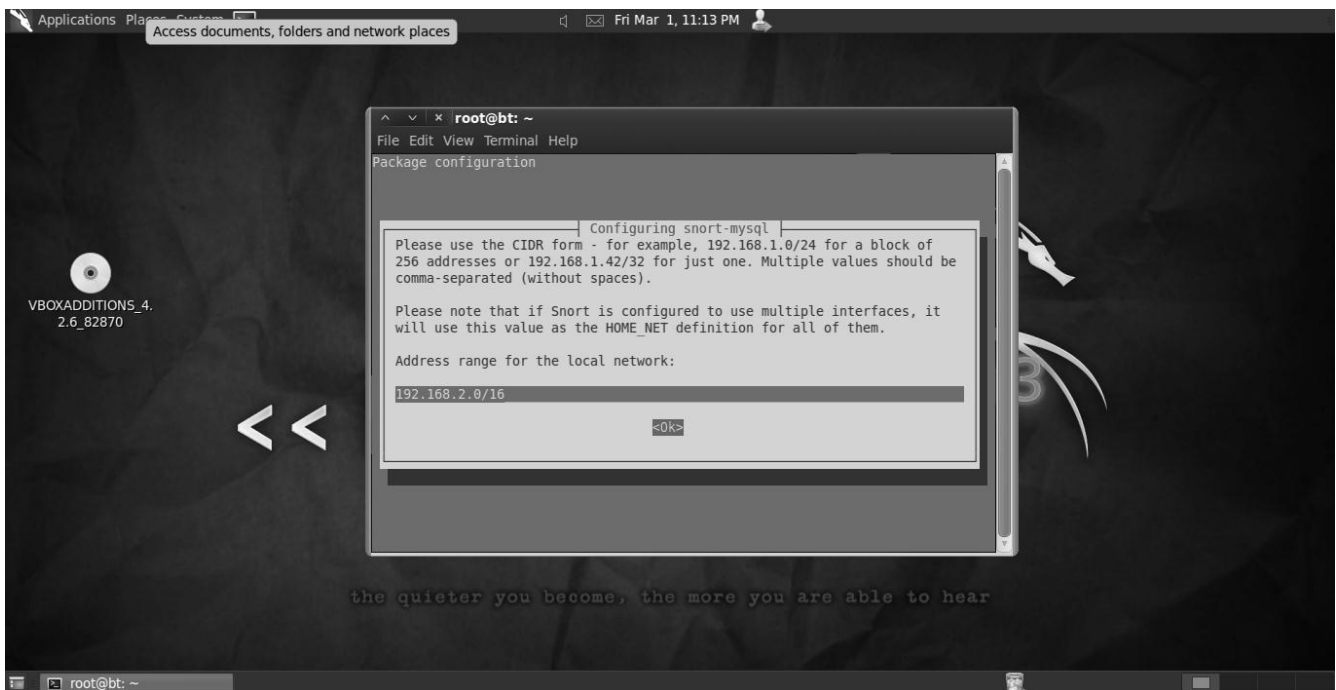 Applications Places System
Fri Mar 1, 11:13 PM
Access documents, folders and network places
root@bt: ~
File Edit View Terminal Help
Package configuration
Configuring snort-mysql
Please use the CIDR form - for example, 192.168.1.0/24 for a block of
256 addresses or 192.168.1.42/32 for just one. Multiple values should be
comma-separated (without spaces).
Please note that if Snort is configured to use multiple interfaces, it
will use this value as the HOME_NET definition for all of them.
Address range for the local network:
192.168.2.0/16
<Ok>
VBOXADDITIONS_4.
2.6_82870
<<
3
the quieter you become, the more you are able to hear
root@bt: ~